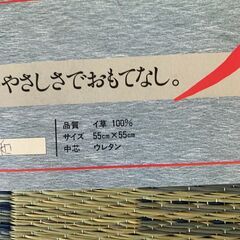 やさしさでおもてなし。
品質 イ草 100%
サイズ 55cm×55cm
中芯 ウレタン